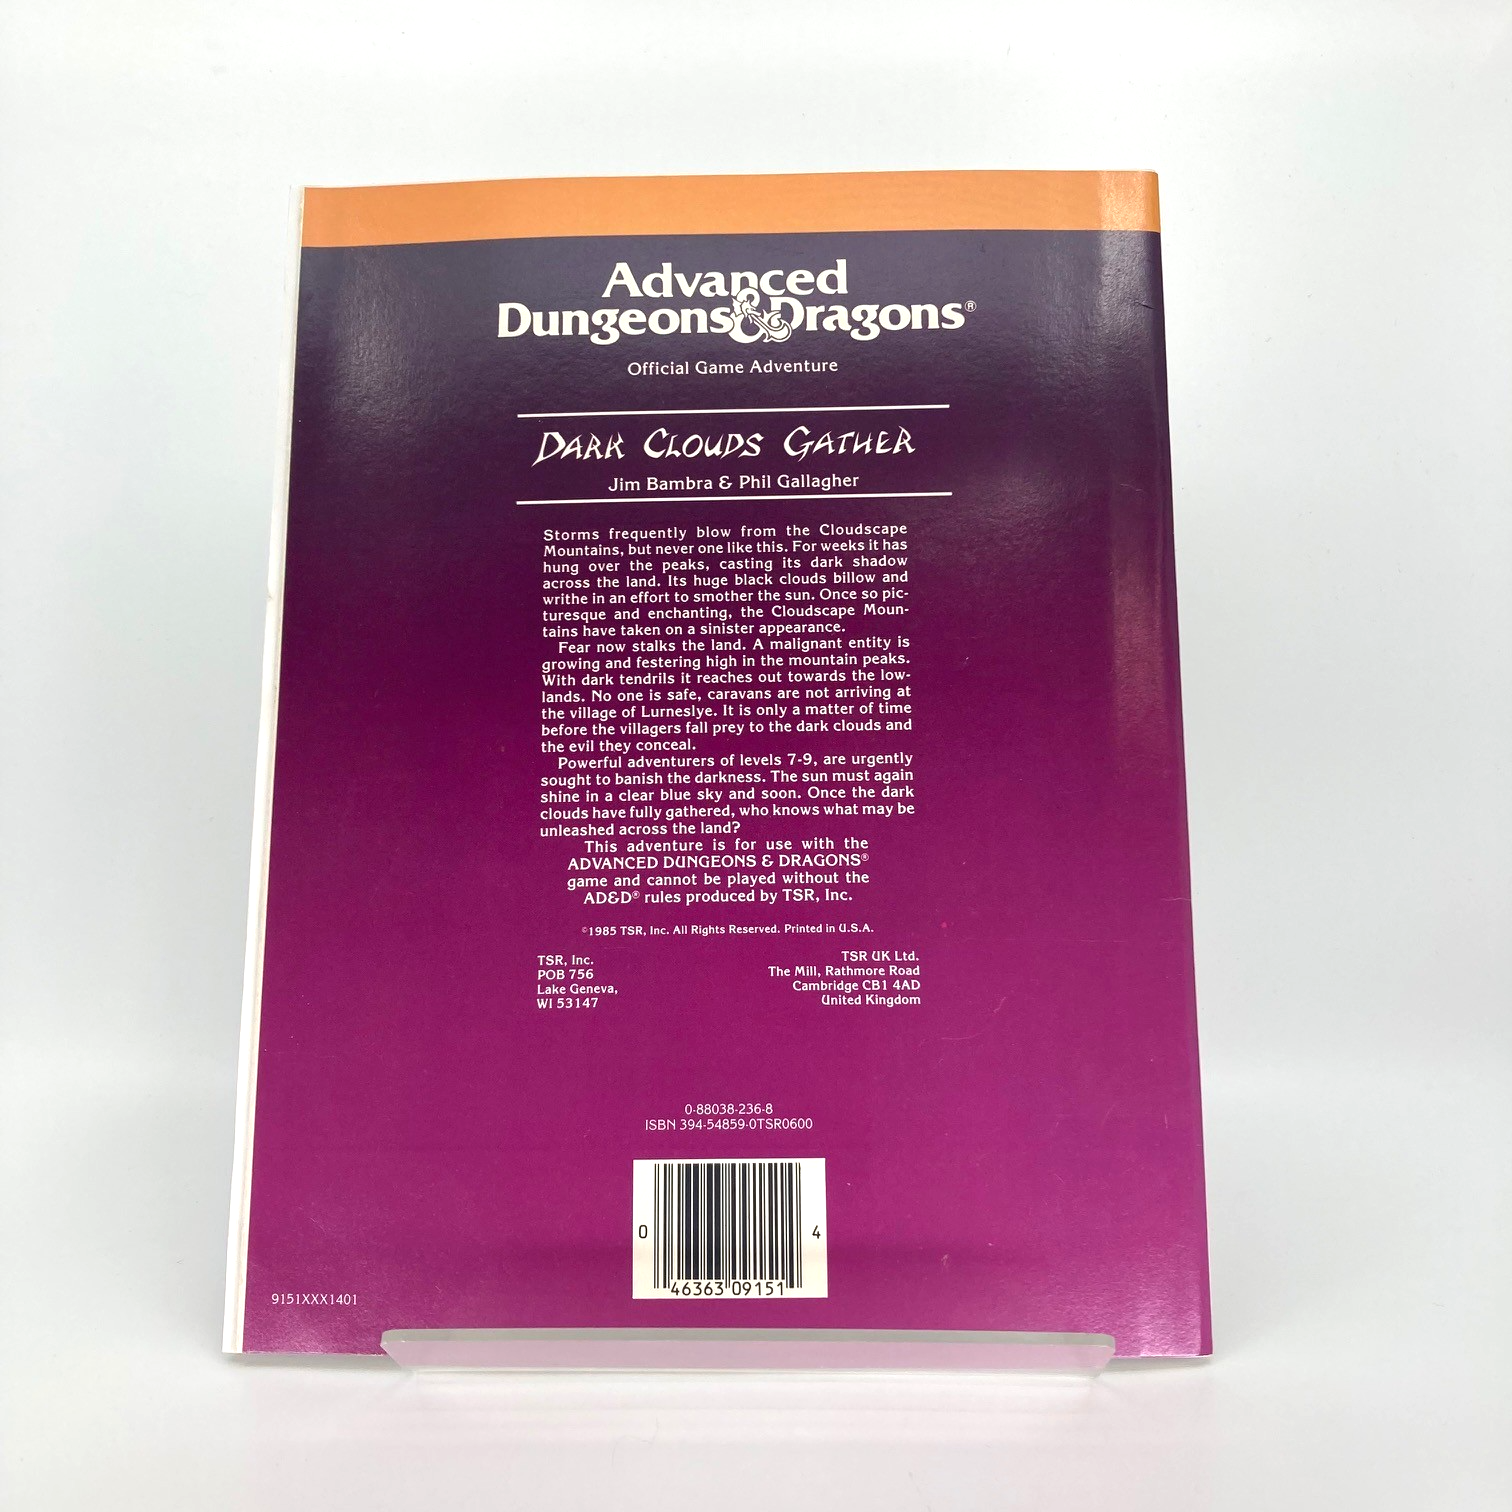 Advanced
Dungeons & Dragons®
Official Game Adventure
DARK CLOUDS GATHER
Jim Bambra & Phil Gallagher
Storms frequently blow from the Cloudscape
Mountains, but never one like this. For weeks it has
hung over the peaks, casting its dark shadow
across the land. Its huge black clouds billow and
writhe in an effort to smother the sun. Once so pic-
turesque and enchanting, the Cloudscape Moun-
tains have taken on a sinister appearance.
Fear now stalks the land. A malignant entity is
growing and festering high in the mountain peaks.
With dark tendrils it reaches out towards the low-
lands. No one is safe, caravans are not arriving at
the village of Lurneslye. It is only a matter of time
before the villagers fall prey to the dark clouds and
the evil they conceal.
Powerful adventurers of levels 7-9, are urgently
sought to banish the darkness. The sun must again
shine in a clear blue sky and soon. Once the dark
clouds have fully gathered, who knows what may be
unleashed across the land?
This adventure is for use with the
ADVANCED DUNGEONS & DRAGONS®
game and cannot be played without the
AD&D® rules produced by TSR, Inc.
©1985 TSR, Inc. All Rights Reserved. Printed in U.S.A.
TSR, Inc.
POB 756
Lake Geneva,
WI 53147
TSR UK Ltd.
The Mill, Rathmore Road
Cambridge CB1 4AD
United Kingdom
0-88038-236-8
ISBN 394-54859-0TSR0600
0 46363 09151 4
9151XXX1401